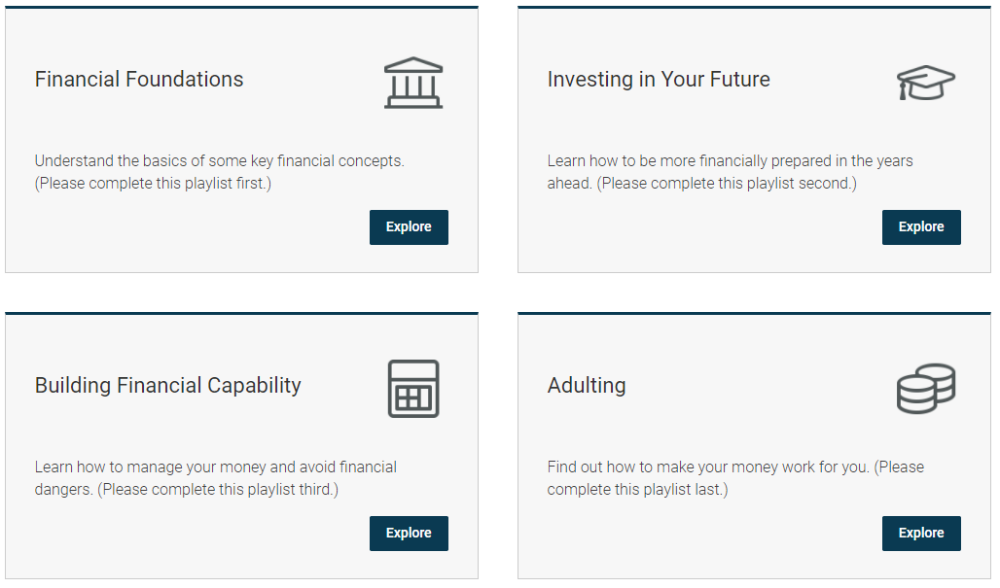 Financial Foundations
Understand the basics of some key financial concepts.
(Please complete this playlist first.)
Explore
Investing in Your Future
Learn how to be more financially prepared in the years
ahead. (Please complete this playlist second.)
Explore
Building Financial Capability
Learn how to manage your money and avoid financial
dangers. (Please complete this playlist third.)
Explore
Adulting
Find out how to make your money work for you. (Please
complete this playlist last.)
Explore